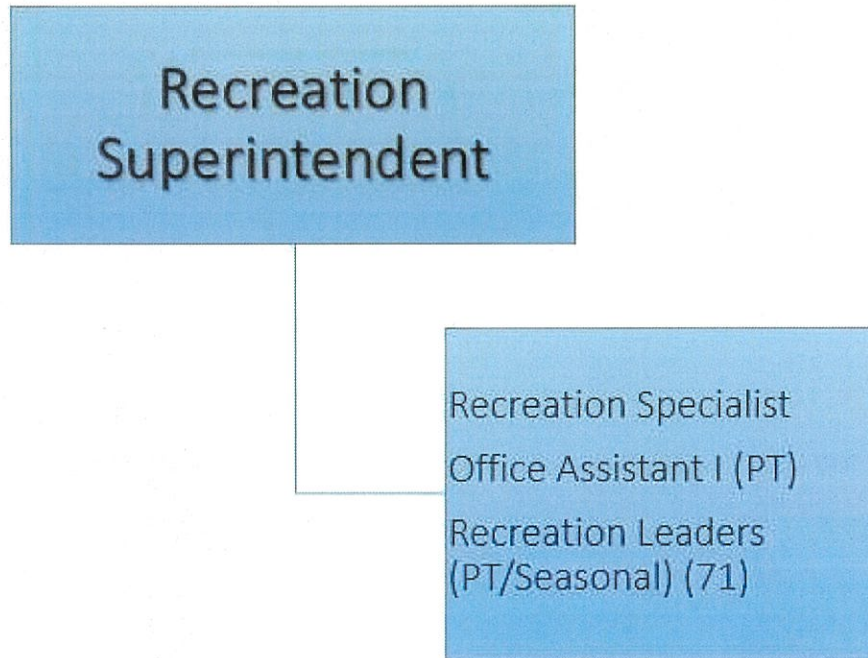 Recreation
Superintendent
Recreation Specialist
Office Assistant I (PT)
Recreation Leaders
(PT/Seasonal) (71)